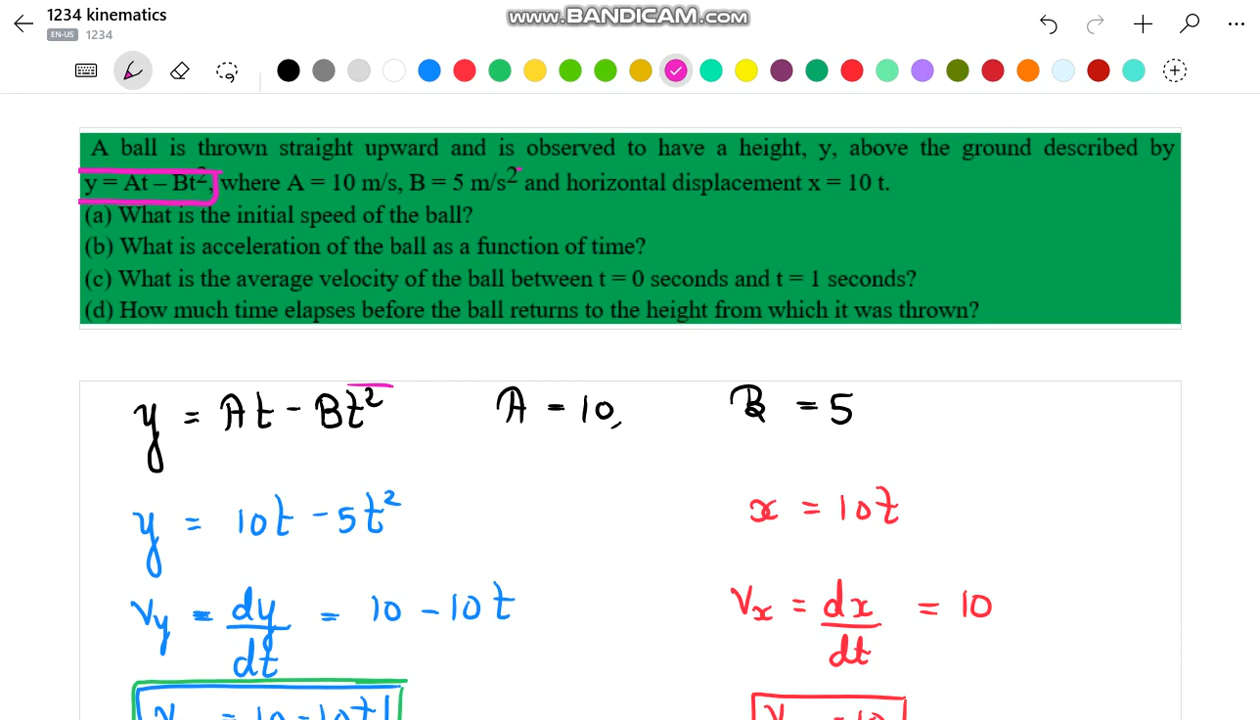 1234 kinematics
EN-US 1234
www.BANDICAM.com
A ball is thrown straight upward and is observed to have a height, y, above the ground described by
y = At – Bt², where A = 10 m/s, B = 5 m/s² and horizontal displacement x = 10 t.
(a) What is the initial speed of the ball?
(b) What is acceleration of the ball as a function of time?
(c) What is the average velocity of the ball between t = 0 seconds and t = 1 seconds?
(d) How much time elapses before the ball returns to the height from which it was thrown?
y = At - Bt² A = 10, B = 5
y = 10t - 5t² x = 10t
Vy = dy/dt = 10 - 10t Vx = dx/dt = 10